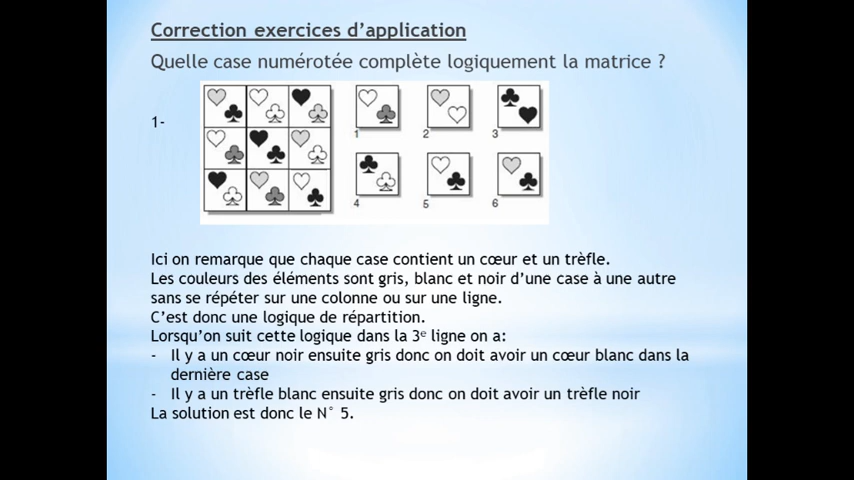 Correction exercices d’application
Quelle case numérotée complète logiquement la matrice ?
1-
1 2 3
4 5 6
Ici on remarque que chaque case contient un cœur et un trèfle.
Les couleurs des éléments sont gris, blanc et noir d’une case à une autre
sans se répéter sur une colonne ou sur une ligne.
C’est donc une logique de répartition.
Lorsqu’on suit cette logique dans la 3ᵉ ligne on a:
- Il y a un cœur noir ensuite gris donc on doit avoir un cœur blanc dans la
dernière case
- Il y a un trèfle blanc ensuite gris donc on doit avoir un trèfle noir
La solution est donc le N° 5.